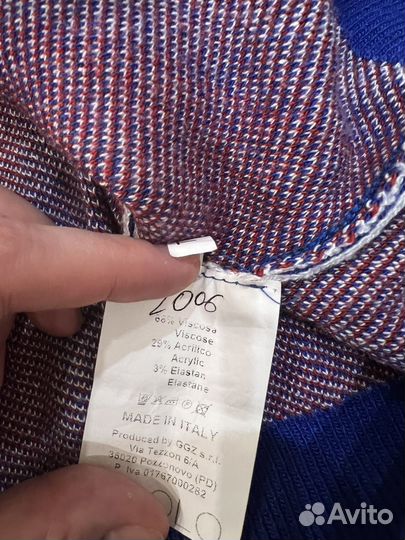 2006
68% Viscosa
Viscose
29% Acrilico
Acrylic
3% Elastan
Elastane
MADE IN ITALY
Produced by GGZ s.r.l.
Via Tezzon 6/A
35020 Pozzonovo (PD)
P. Iva 01767000282
Avito